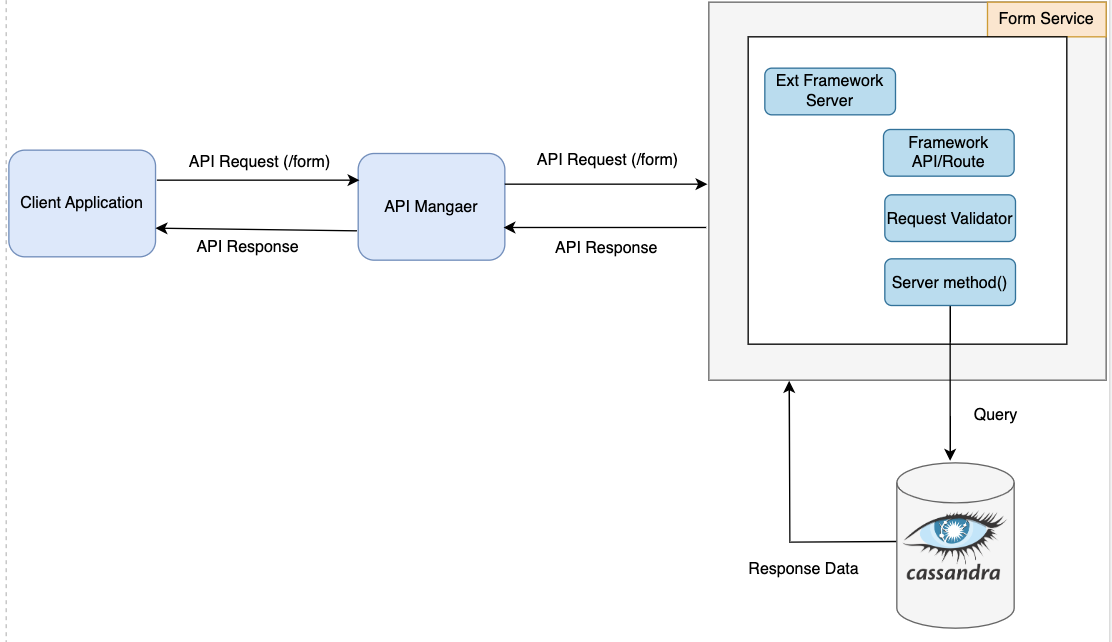 Form Service
Ext Framework
Server
Framework
API/Route
Request Validator
Server method()
API Request (/form)
API Request (/form)
Client Application
API Mangaer
API Response
API Response
Query
Response Data
cassandra